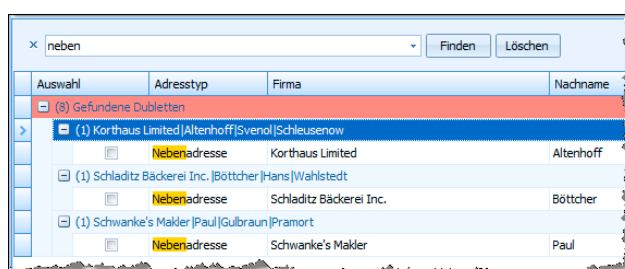 neben Finden Löschen
Auswahl Adresstyp Firma Nachname
(8) Gefundene Dubletten
(1) Korthaus Limited|Altenhoff|Svenol|Schleusenow
Nebenadresse Korthaus Limited Altenhoff
(1) Schladitz Bäckerei Inc.|Böttcher|Hans|Wahlstedt
Nebenadresse Schladitz Bäckerei Inc. Böttcher
(1) Schwanke's Makler|Paul|Gulbraun|Pramort
Nebenadresse Schwanke's Makler Paul